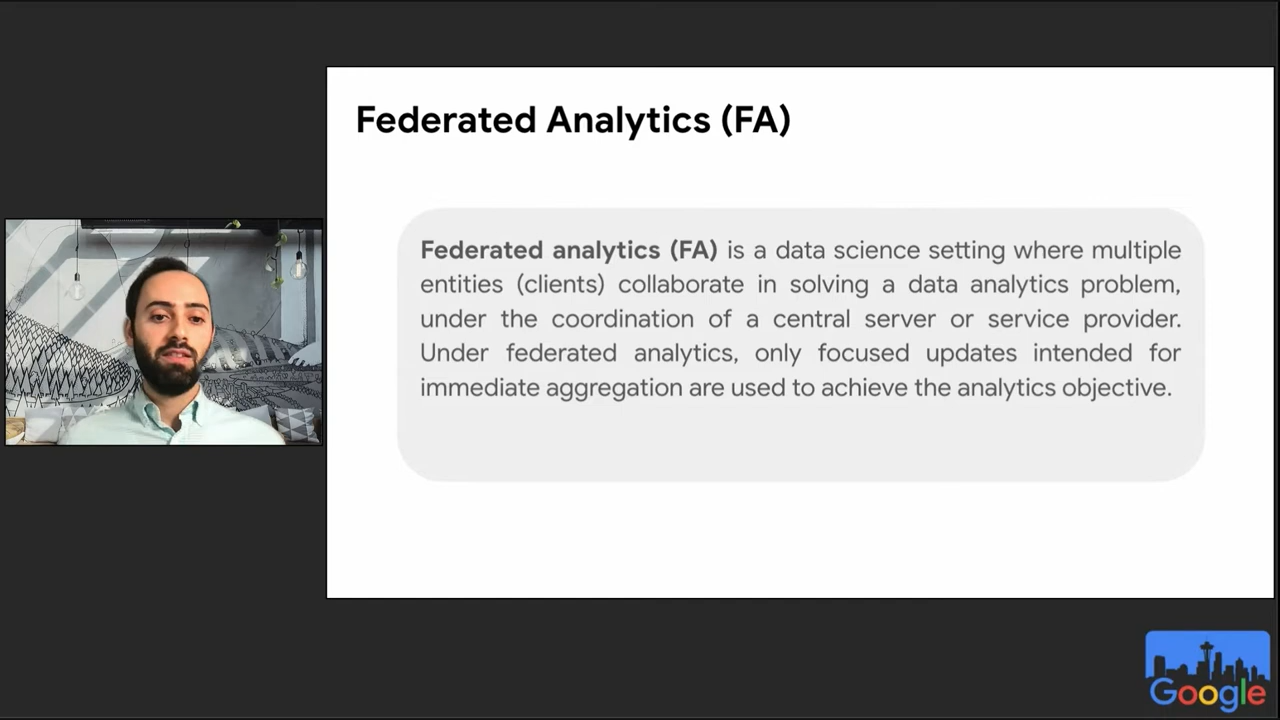 Federated Analytics (FA)
Federated analytics (FA) is a data science setting where multiple
entities (clients) collaborate in solving a data analytics problem,
under the coordination of a central server or service provider.
Under federated analytics, only focused updates intended for
immediate aggregation are used to achieve the analytics objective.
Google